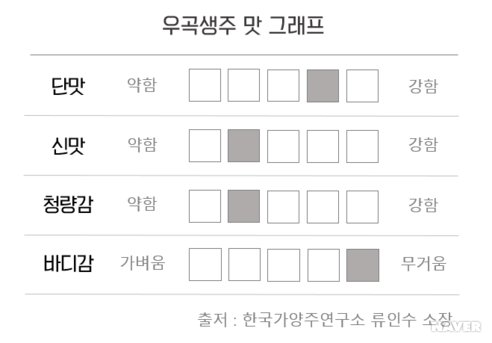 우곡생주 맛 그래프
단맛 약함 강함
신맛 약함 강함
청량감 약함 강함
바디감 가벼움 무거움
출저 : 한국가양주연구소 류인수 소장
NAVER